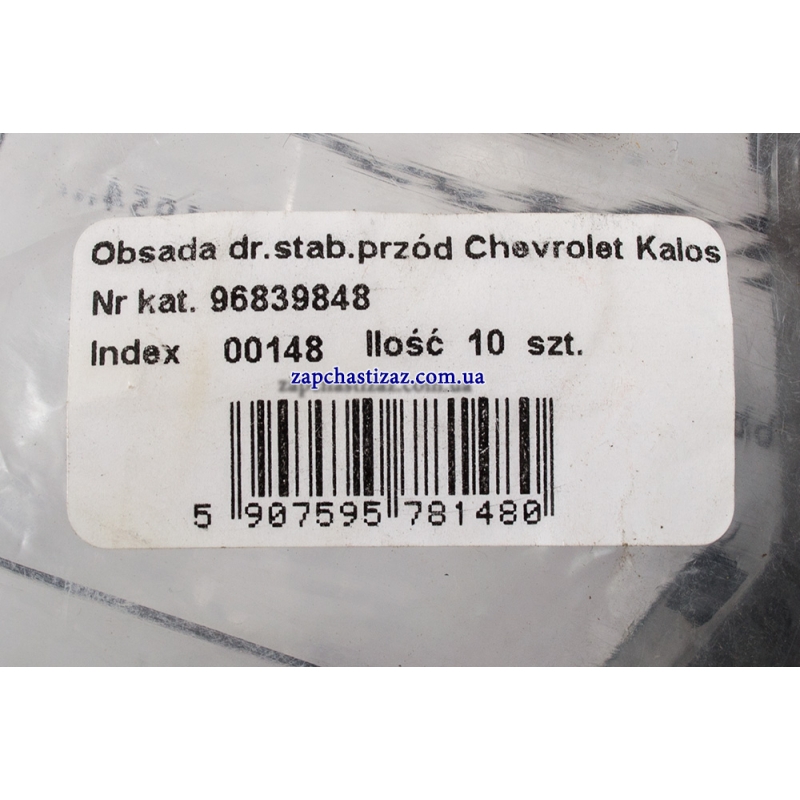 Obsada dr.stab.przód Chevrolet Kalos
Nr kat. 96839848
Index 00148 Ilość 10 szt.
zapchastizaz.com.ua
5 907595 781480